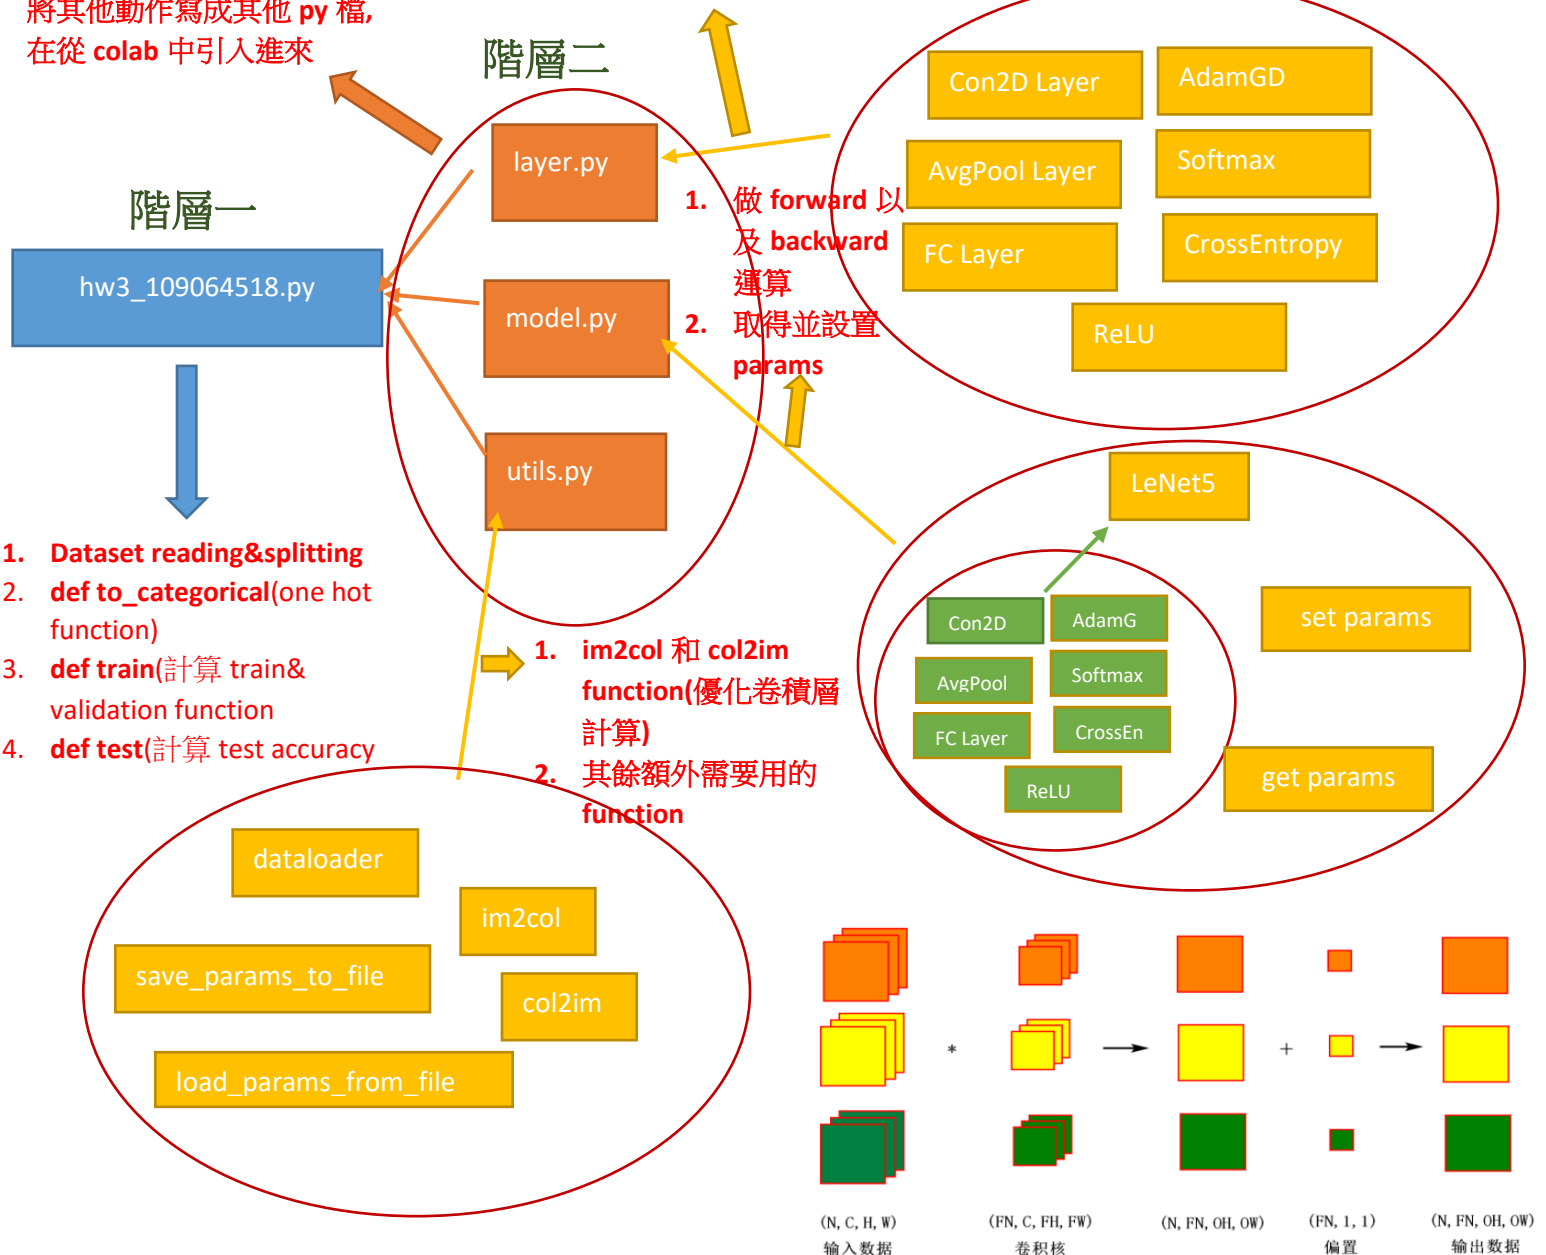 將其他動作寫成其他 py 檔,
在從 colab 中引入進來
階層二
layer.py
model.py
utils.py
階層一
hw3_109064518.py
1. Dataset reading&splitting
2. def to_categorical(one hot
function)
3. def train(計算 train&
validation function
4. def test(計算 test accuracy
Con2D Layer
AdamGD
AvgPool Layer
Softmax
FC Layer
CrossEntropy
ReLU
1. 做 forward 以
及 backward
運算
2. 取得並設置
params
LeNet5
Con2D
AdamG
AvgPool
Softmax
FC Layer
CrossEn
ReLU
set params
get params
1. im2col 和 col2im
function(優化卷積層
計算)
2. 其餘額外需要用的
function
dataloader
im2col
save_params_to_file
col2im
load_params_from_file
* + 
(N, C, H, W)
(FN, C, FH, FW)
(N, FN, OH, OW)
(FN, 1, 1)
(N, FN, OH, OW)
输入数据
卷积核
偏置
输出数据